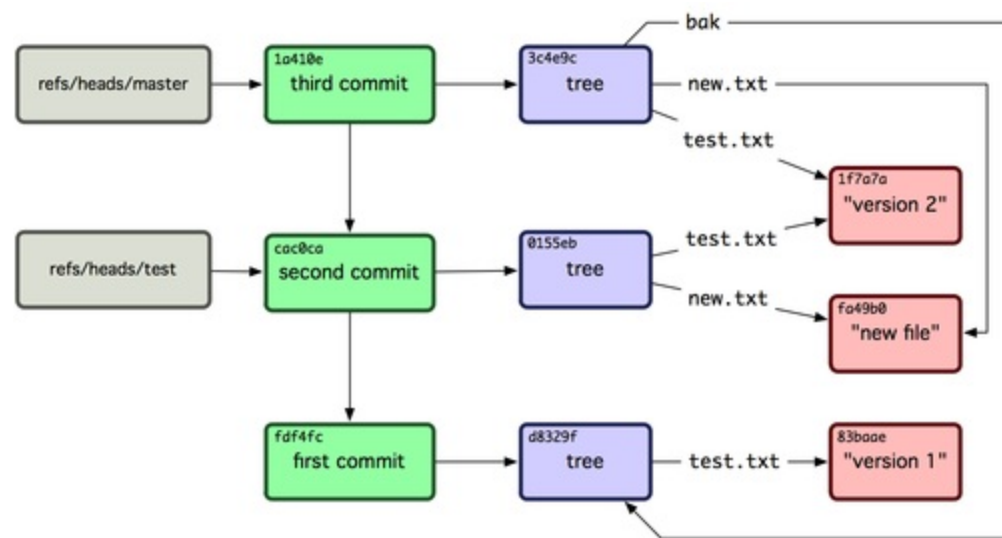 bak
1a410e
3c4e9c
refs/heads/master
third commit
tree
new.txt
test.txt
1f7a7a
"version 2"
cac0ca
0155eb
test.txt
refs/heads/test
second commit
tree
new.txt
fa49b0
"new file"
fdf4fc
d8329f
83baae
first commit
tree
test.txt
"version 1"